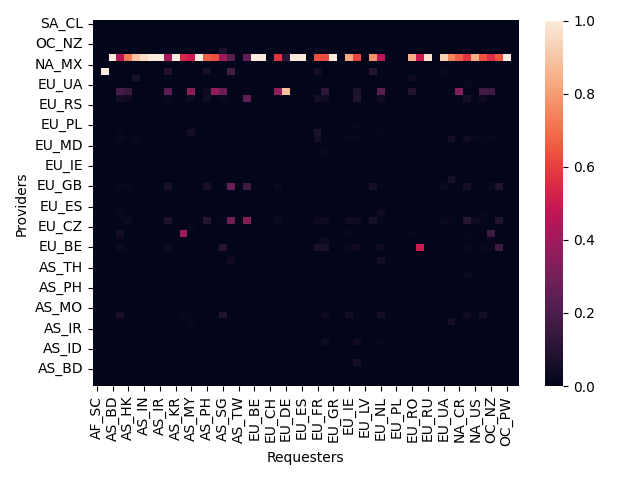 Providers
SA_CL
OC_NZ
NA_MX
EU_UA
EU_RS
EU_PL
EU_MD
EU_IE
EU_GB
EU_ES
EU_CZ
EU_BE
AS_TH
AS_PH
AS_MO
AS_IR
AS_ID
AS_BD
AF_SC
AS_BD
AS_HK
AS_IN
AS_IR
AS_KR
AS_MY
AS_PH
AS_SG
AS_TW
EU_BE
EU_CH
EU_DE
EU_ES
EU_FR
EU_GR
EU_IE
EU_LV
EU_NL
EU_PL
EU_RO
EU_RU
EU_UA
NA_CR
NA_US
OC_NZ
OC_PW
Requesters
1.0
0.8
0.6
0.4
0.2
0.0